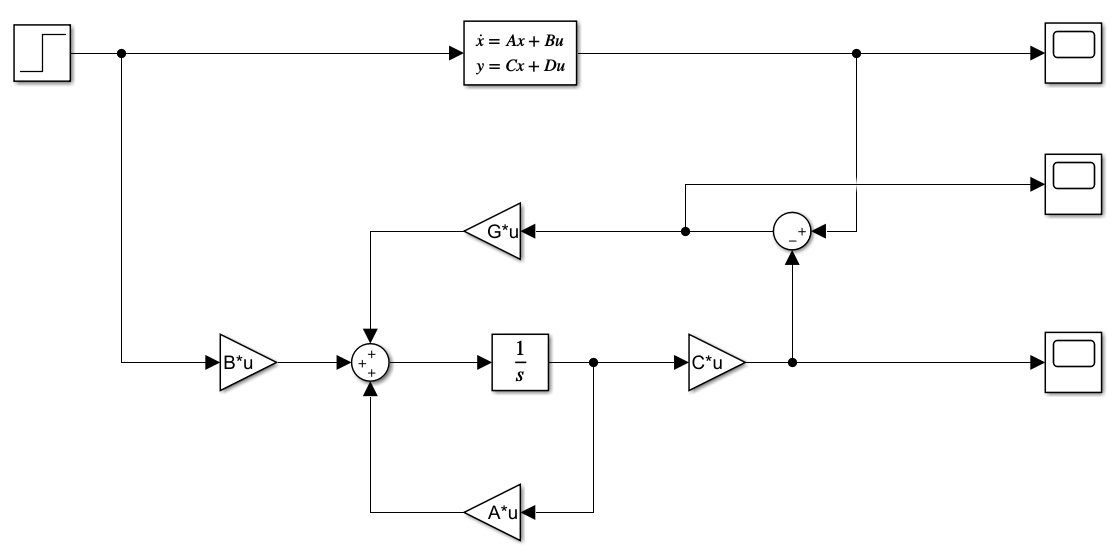 ẋ = Ax + Bu
y = Cx + Du
G*u
+
−
B*u
+
+
+
1
s
C*u
A*u